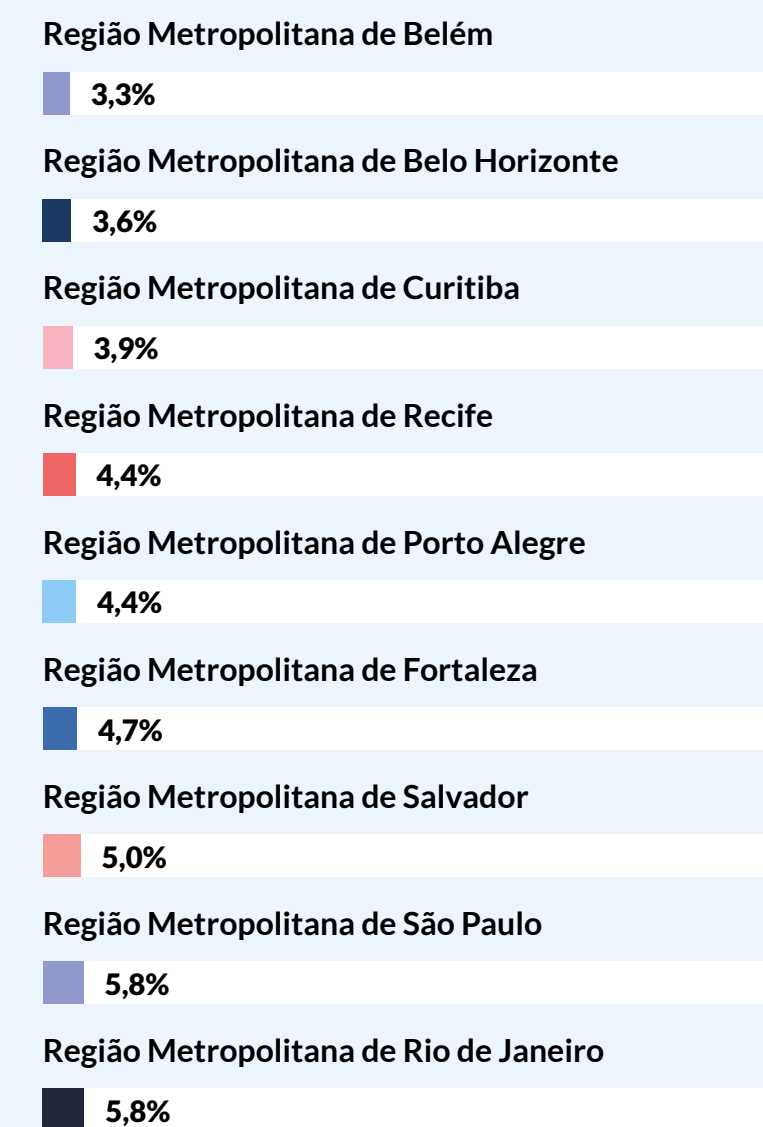 Região Metropolitana de Belém
3,3%
Região Metropolitana de Belo Horizonte
3,6%
Região Metropolitana de Curitiba
3,9%
Região Metropolitana de Recife
4,4%
Região Metropolitana de Porto Alegre
4,4%
Região Metropolitana de Fortaleza
4,7%
Região Metropolitana de Salvador
5,0%
Região Metropolitana de São Paulo
5,8%
Região Metropolitana de Rio de Janeiro
5,8%